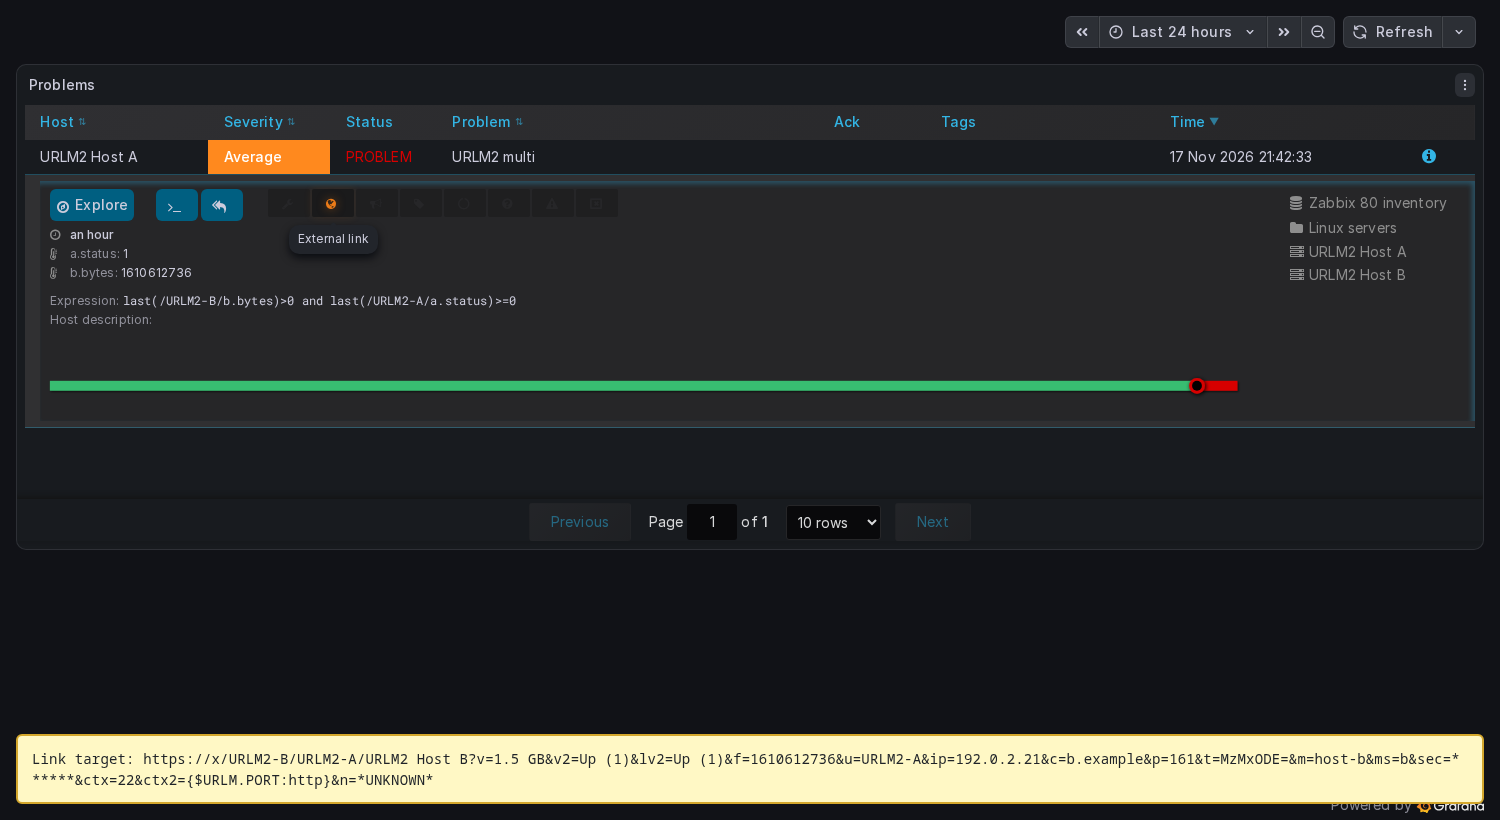 Last 24 hours
Refresh
Problems
Host Severity Status Problem Ack Tags Time
URLM2 Host A Average PROBLEM URLM2 multi 17 Nov 2026 21:42:33
Explore
Zabbix 80 inventory
Linux servers
URLM2 Host A
URLM2 Host B
External link
an hour
a.status: 1
b.bytes: 1610612736
Expression: last(/URLM2-B/b.bytes)>0 and last(/URLM2-A/a.status)>=0
Host description:
Previous Page 1 of 1 10 rows Next
Link target: https://x/URLM2-B/URLM2-A/URLM2 Host B?v=1.5 GB&v2=Up (1)&lv2=Up (1)&f=1610612736&u=URLM2-A&ip=192.0.2.21&c=b.example&p=161&t=MzMxODE=&m=host-b&ms=b&sec=*
*****&ctx=22&ctx2={$URLM.PORT:http}&n=*UNKNOWN*
Powered by Grafana